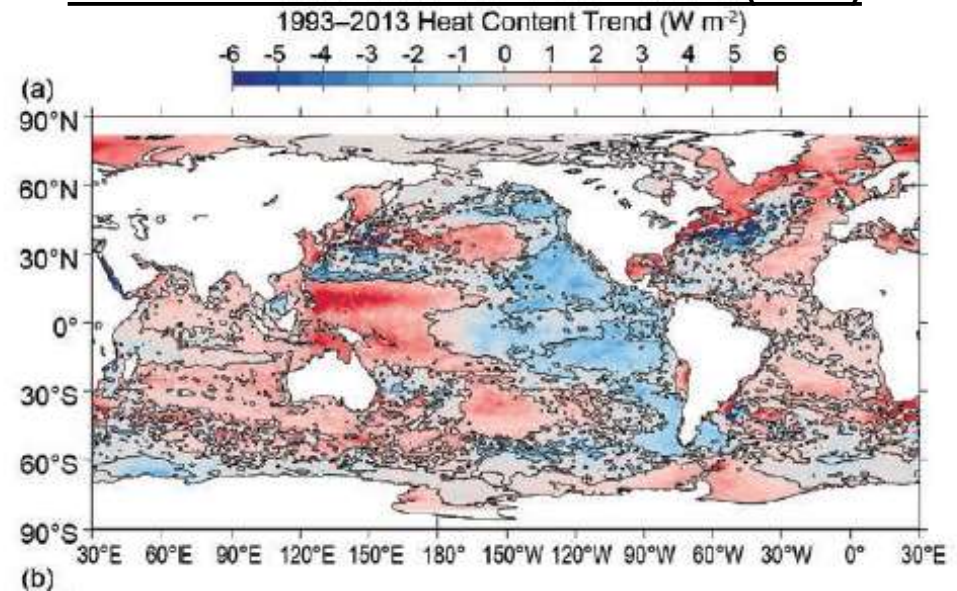 1993–2013 Heat Content Trend (W m-2)
-6 -5 -4 -3 -2 -1 0 1 2 3 4 5 6
(a)
90°N
60°N
30°N
0°
30°S
60°S
90°S
30°E 60°E 90°E 120°E 150°E 180° 150°W 120°W 90°W 60°W 30°W 0° 30°E
(b)